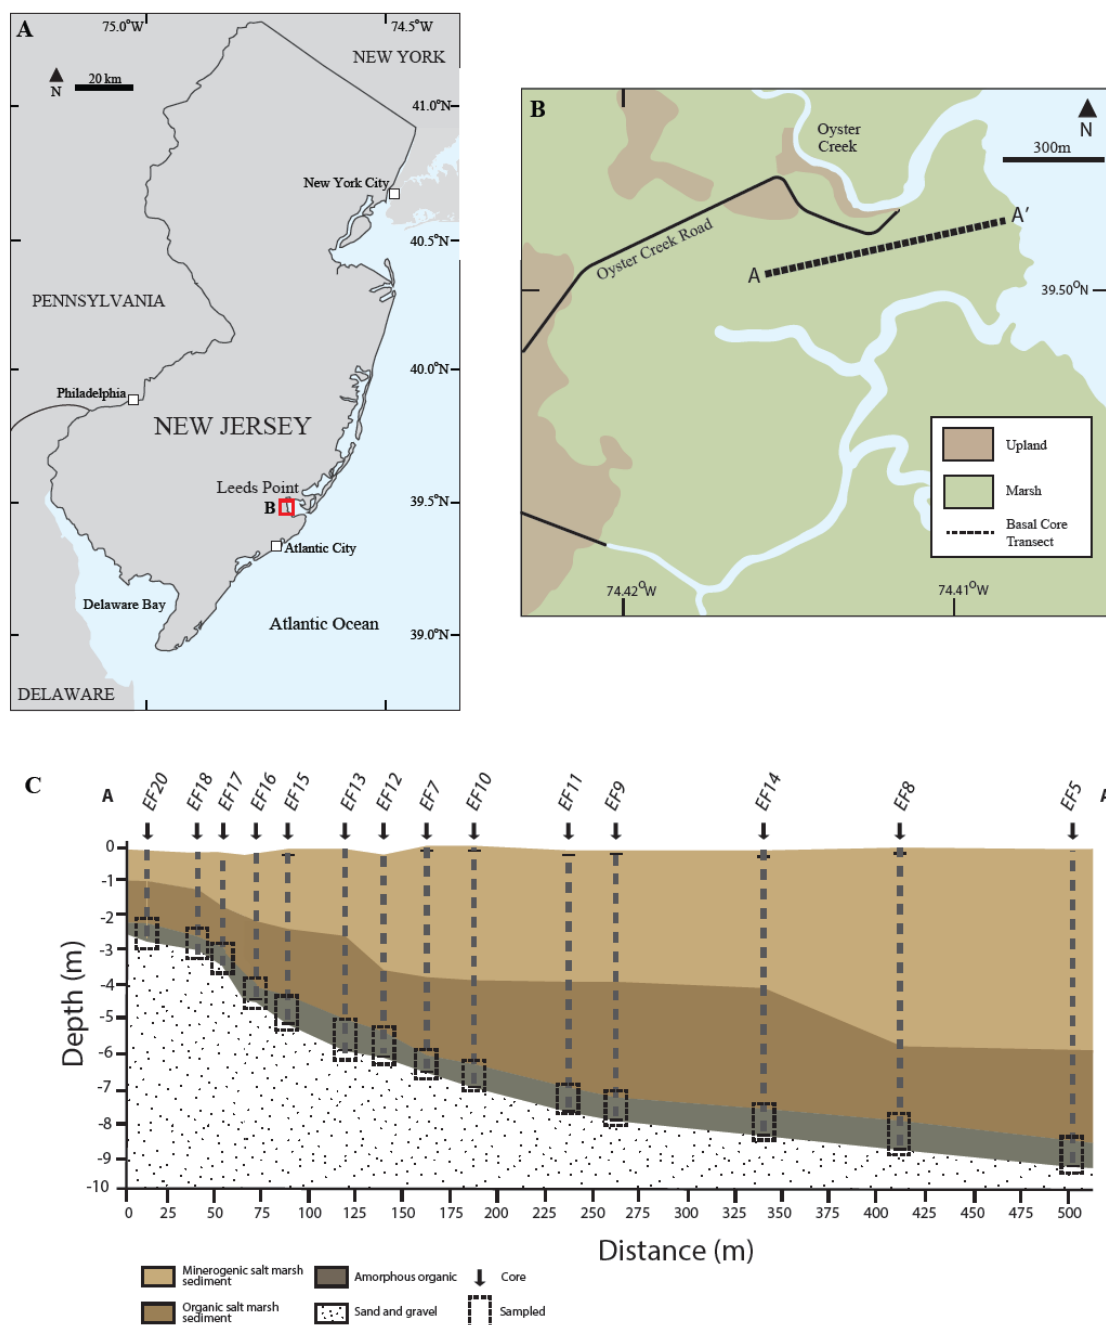 A
75.0°W
74.5°W
NEW YORK
20 km
N
41.0°N
New York City
40.5°N
PENNSYLVANIA
40.0°N
Philadelphia
NEW JERSEY
Leeds Point
B
39.5°N
Atlantic City
Delaware Bay
Atlantic Ocean
39.0°N
DELAWARE
B
Oyster
Creek
N
300m
Oyster Creek Road
A
A'
39.50°N
Upland
Marsh
Basal Core
Transect
74.42°W
74.41°W
C
A
EF20
EF18
EF17
EF16
EF15
EF13
EF12
EF7
EF10
EF11
EF9
EF14
EF8
EF5
A
Depth (m)
0
-1
-2
-3
-4
-5
-6
-7
-8
-9
-10
0 25 50 75 100 125 150 175 200 225 250 275 300 325 350 375 400 425 450 475 500
Distance (m)
Minerogenic salt marsh
sediment
Amorphous organic
Core
Organic salt marsh
sediment
Sand and gravel
Sampled